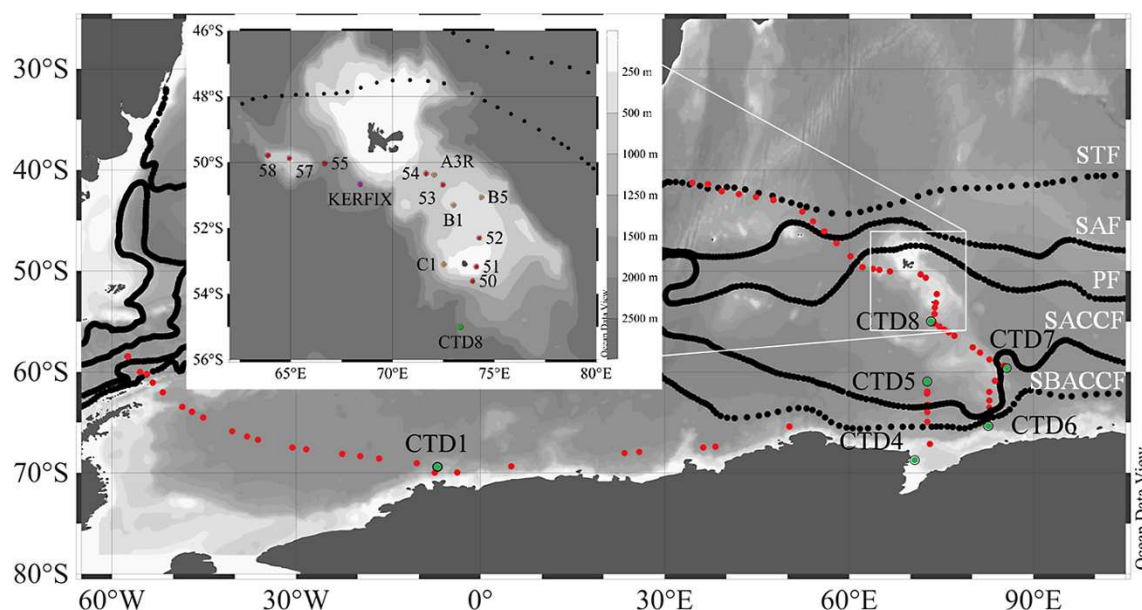 30°S
40°S
50°S
60°S
70°S
80°S
60°W
30°W
0°
30°E
60°E
90°E
46°S
48°S
50°S
52°S
54°S
56°S
65°E
70°E
75°E
80°E
58
57
55
KERFIX
54
A3R
53
B5
B1
52
C1
51
50
CTD8
250 m
500 m
1000 m
1250 m
1500 m
2000 m
2500 m
Ocean Data View
STF
SAF
PF
SACCF
SBACCF
CTD8
CTD7
CTD5
CTD4
CTD6
CTD1
Ocean Data View